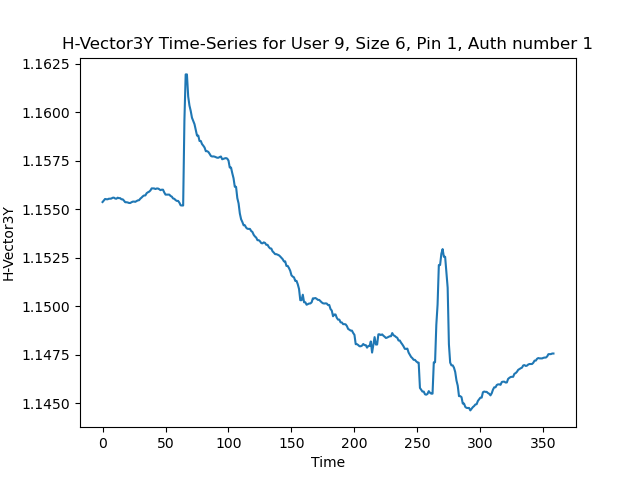 H-Vector3Y Time-Series for User 9, Size 6, Pin 1, Auth number 1
H-Vector3Y
1.1625
1.1600
1.1575
1.1550
1.1525
1.1500
1.1475
1.1450
0 50 100 150 200 250 300 350
Time